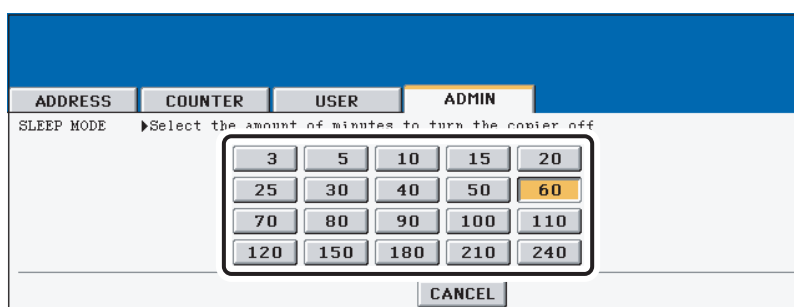 ADDRESS COUNTER USER ADMIN
SLEEP MODE ▶Select the amount of minutes to turn the copier off
3 5 10 15 20
25 30 40 50 60
70 80 90 100 110
120 150 180 210 240
CANCEL